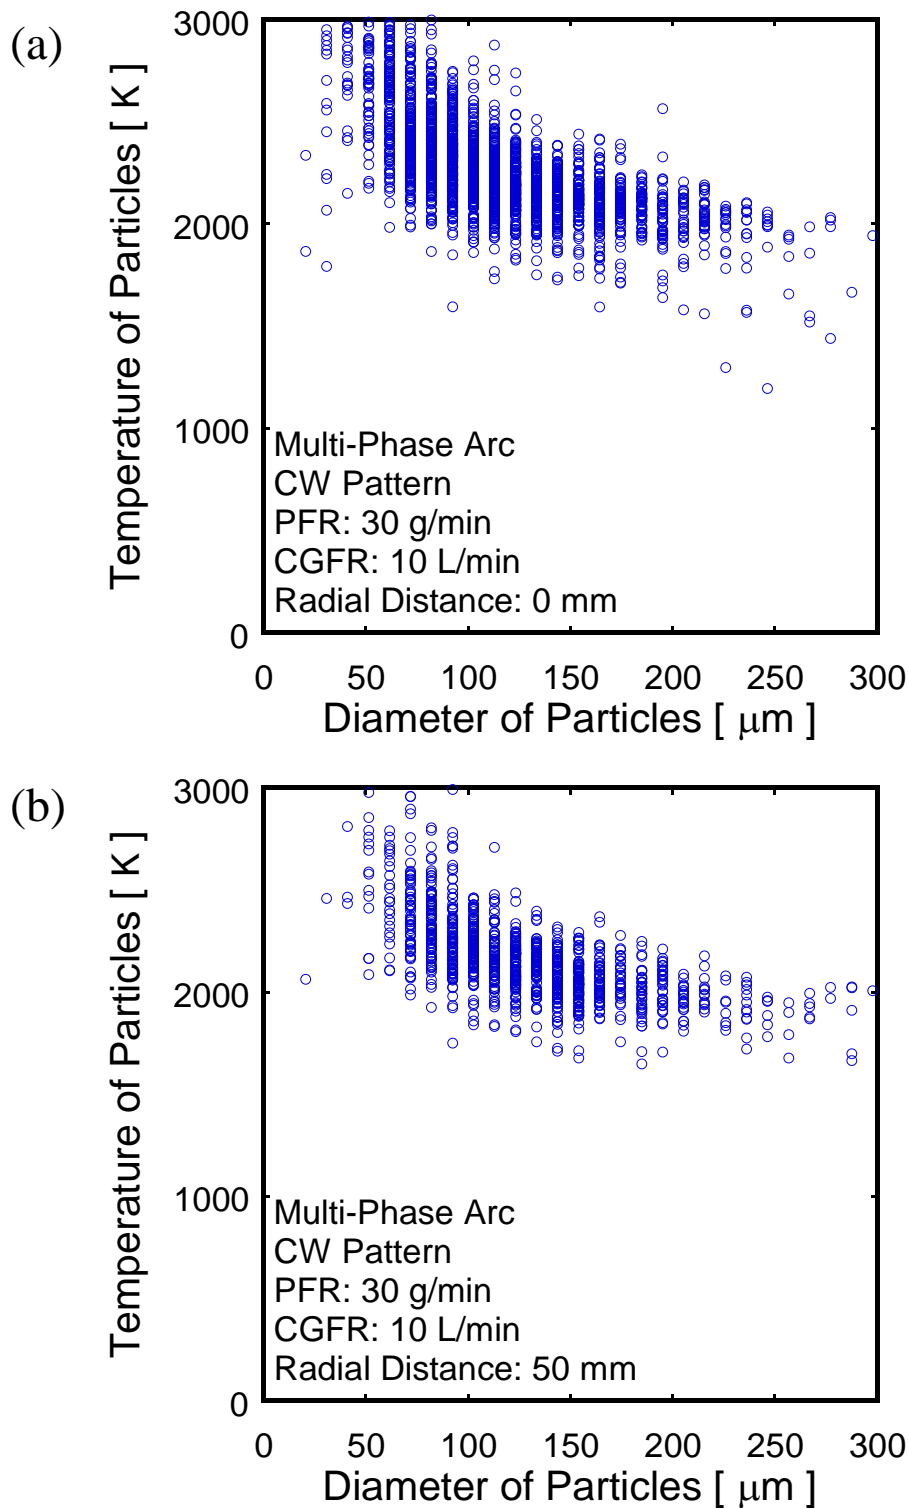 (a)
3000
2000
1000
0
Temperature of Particles [ K ]
Multi-Phase Arc
CW Pattern
PFR: 30 g/min
CGFR: 10 L/min
Radial Distance: 0 mm
0 50 100 150 200 250 300
Diameter of Particles [ μm ]
(b)
3000
2000
1000
0
Temperature of Particles [ K ]
Multi-Phase Arc
CW Pattern
PFR: 30 g/min
CGFR: 10 L/min
Radial Distance: 50 mm
0 50 100 150 200 250 300
Diameter of Particles [ μm ]